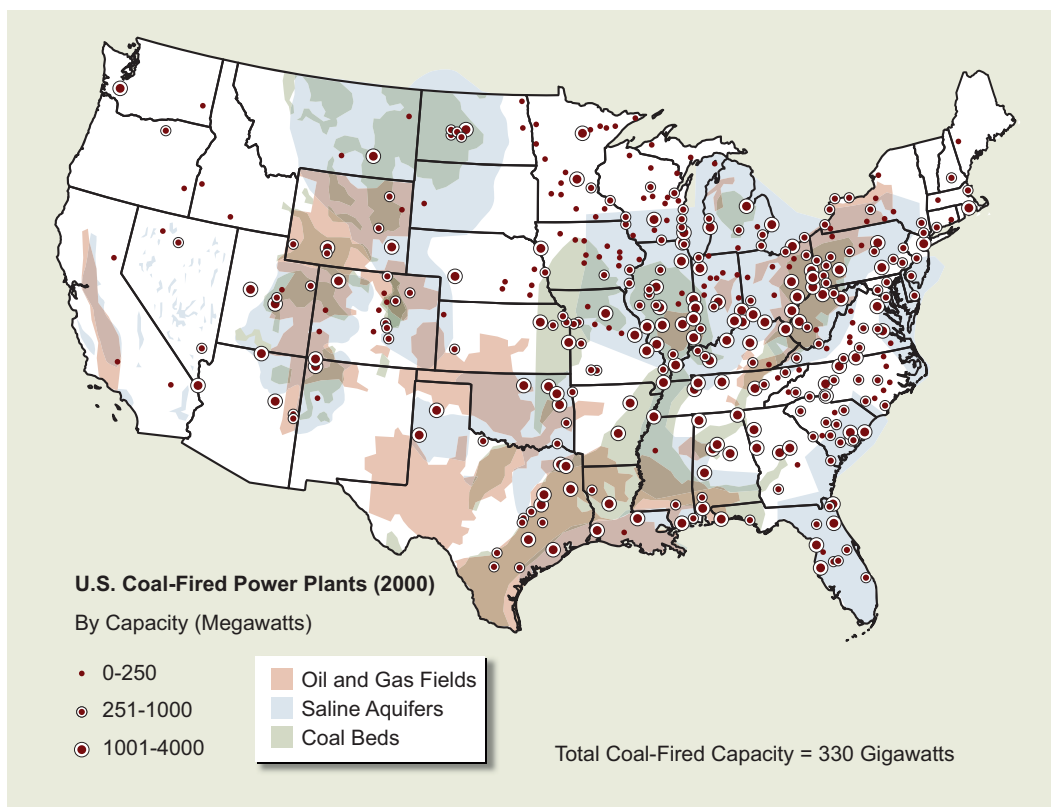 U.S. Coal-Fired Power Plants (2000)
By Capacity (Megawatts)
0-250
251-1000
1001-4000
Oil and Gas Fields
Saline Aquifers
Coal Beds
Total Coal-Fired Capacity = 330 Gigawatts